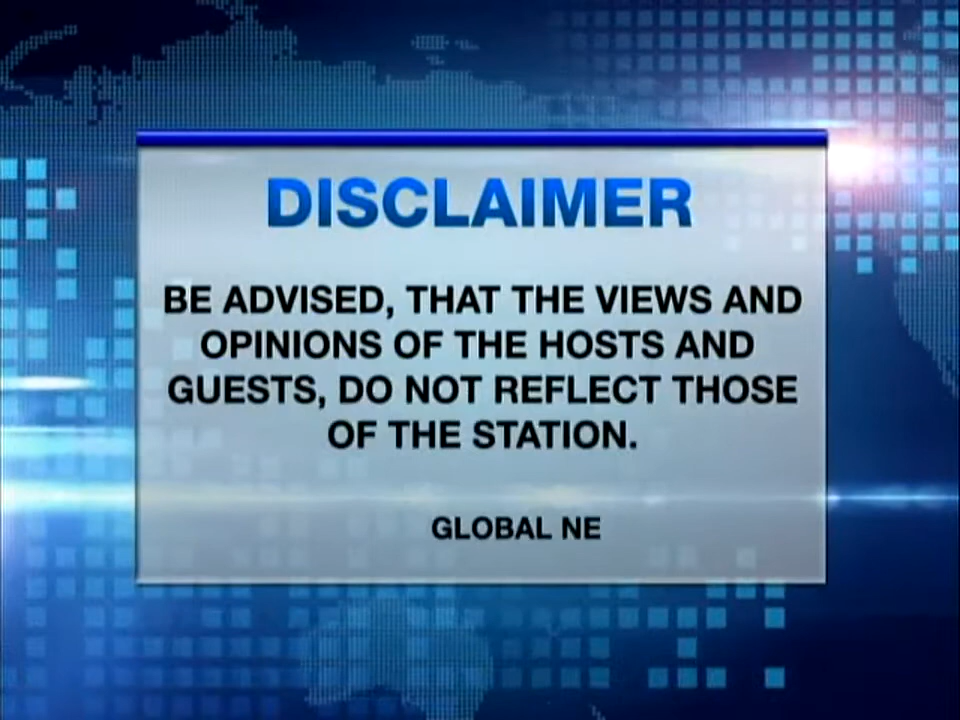 DISCLAIMER
BE ADVISED, THAT THE VIEWS AND
OPINIONS OF THE HOSTS AND
GUESTS, DO NOT REFLECT THOSE
OF THE STATION.
GLOBAL NE